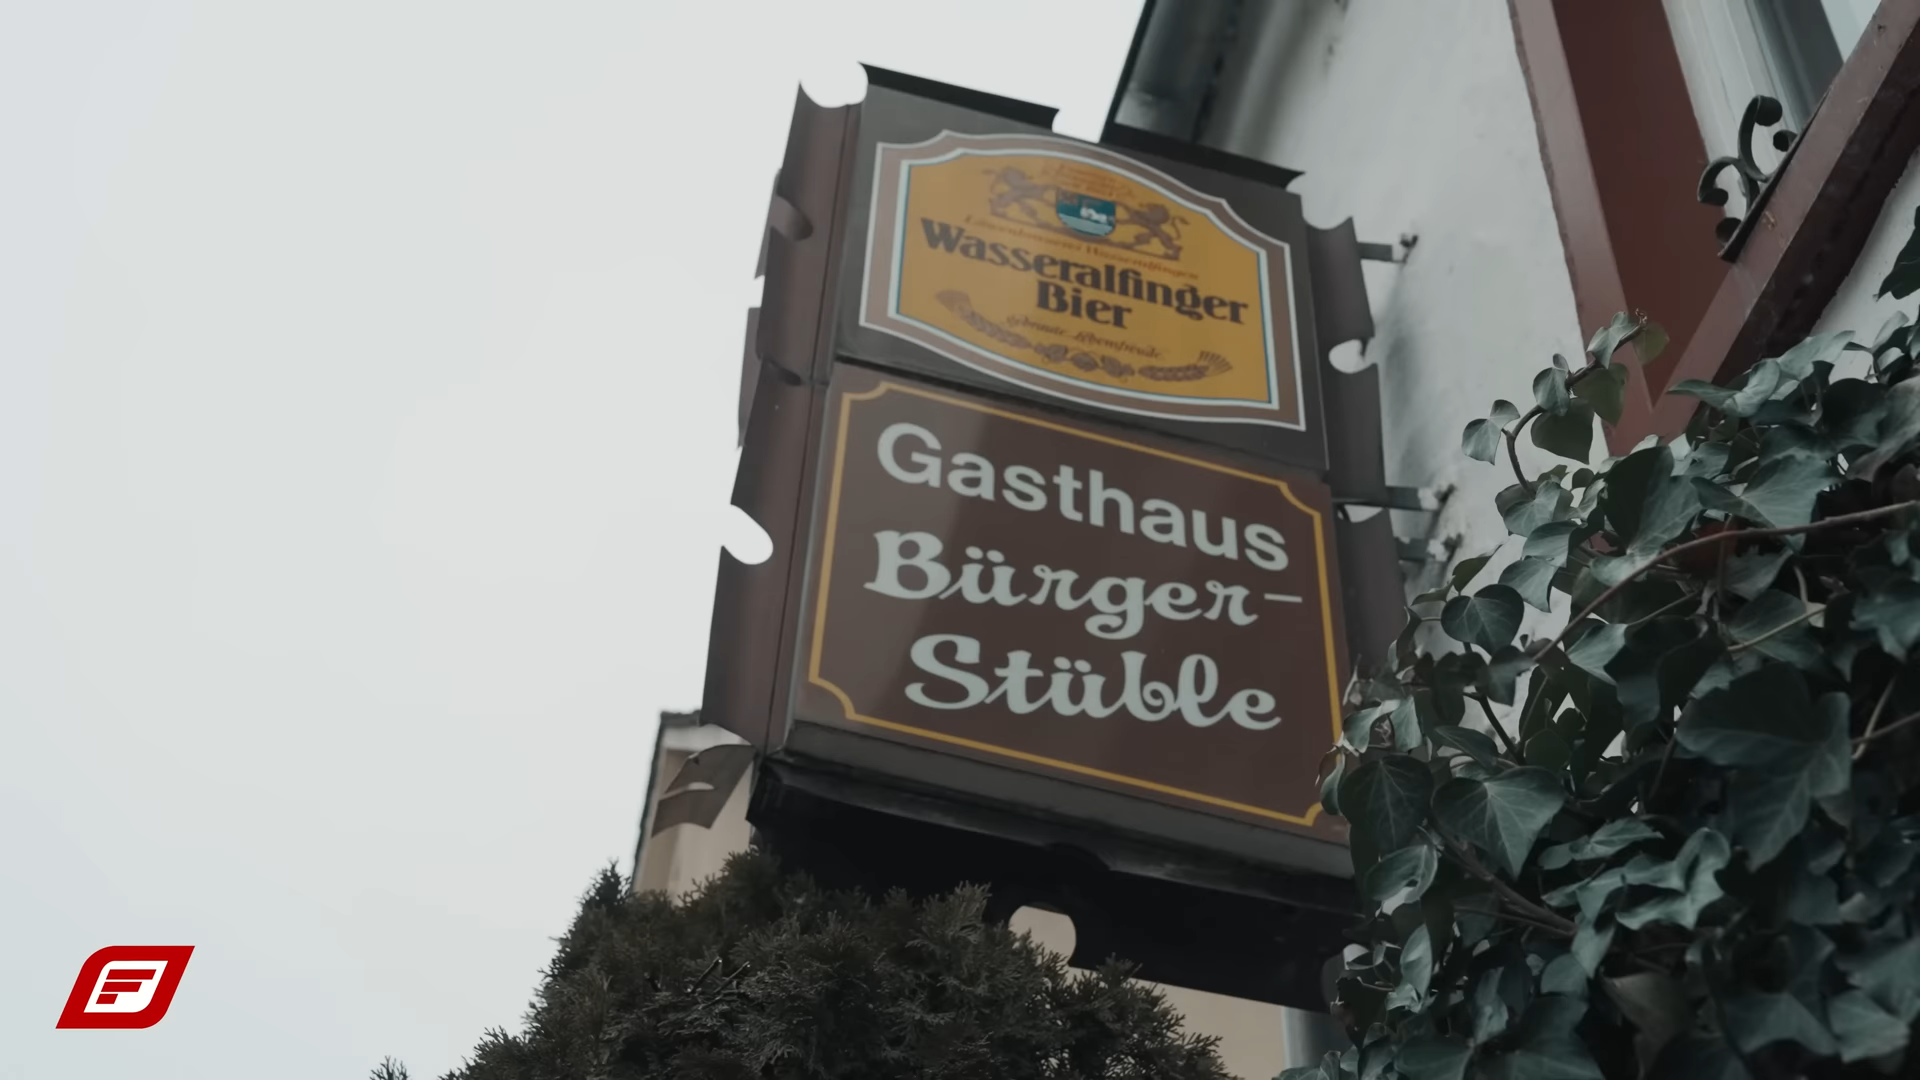 Wasseralfinger
Bier
Gasthaus
Bürger-
Stüble